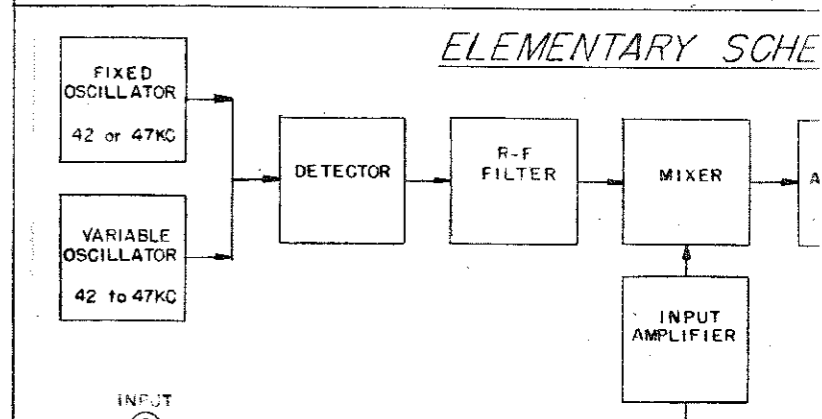 ELEMENTARY SCHE
FIXED
OSCILLATOR
42 or 47KC
DETECTOR
R-F
FILTER
MIXER
A
VARIABLE
OSCILLATOR
42 to 47KC
INPUT
AMPLIFIER
INPUT